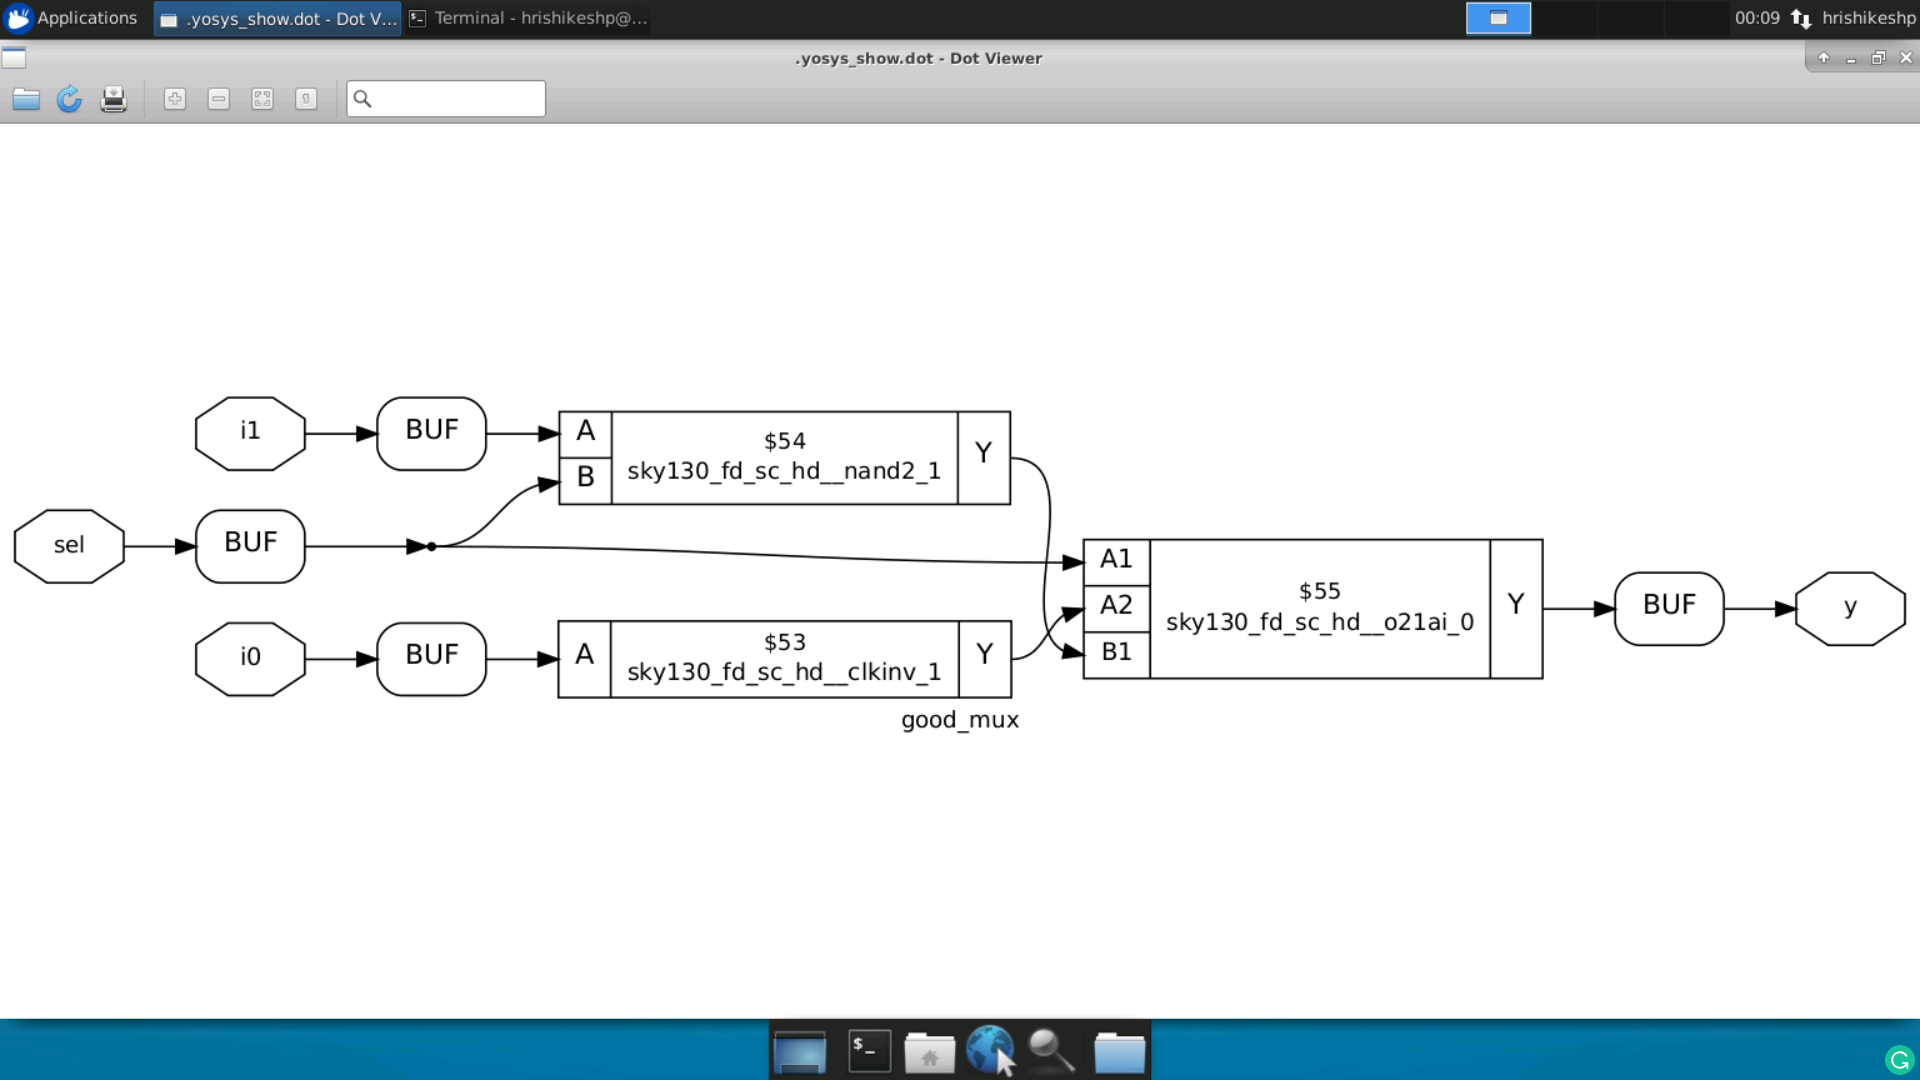 Applications
.yosys_show.dot - Dot V...
Terminal - hrishikeshp@...
00:09
hrishikeshp
.yosys_show.dot - Dot Viewer
i1
BUF
A
B
$54
sky130_fd_sc_hd__nand2_1
Y
sel
BUF
i0
BUF
A
$53
sky130_fd_sc_hd__clkinv_1
Y
A1
A2
B1
$55
sky130_fd_sc_hd__o21ai_0
Y
BUF
y
good_mux
$_